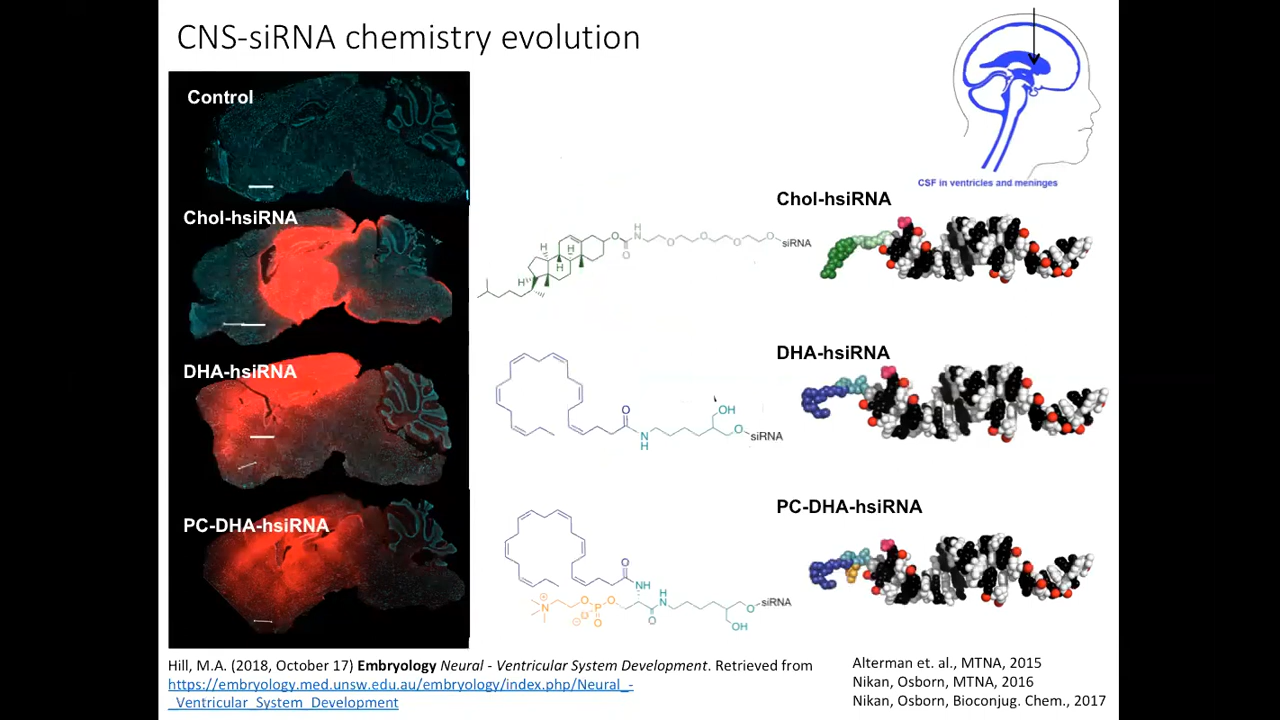 CNS-siRNA chemistry evolution
Control
Chol-hsiRNA
DHA-hsiRNA
PC-DHA-hsiRNA
CSF in ventricles and meninges
Chol-hsiRNA
H
H
H
H
O
O
H
N
O
O
O
O
siRNA
DHA-hsiRNA
O
N
H
OH
O
siRNA
PC-DHA-hsiRNA
O
NH
H
N
O
siRNA
N
⊕
O
P
O
⊖
O
O
O
OH
Hill, M.A. (2018, October 17) Embryology Neural - Ventricular System Development. Retrieved from
https://embryology.med.unsw.edu.au/embryology/index.php/Neural_-
_Ventricular_System_Development
Alterman et. al., MTNA, 2015
Nikan, Osborn, MTNA, 2016
Nikan, Osborn, Bioconjug. Chem., 2017